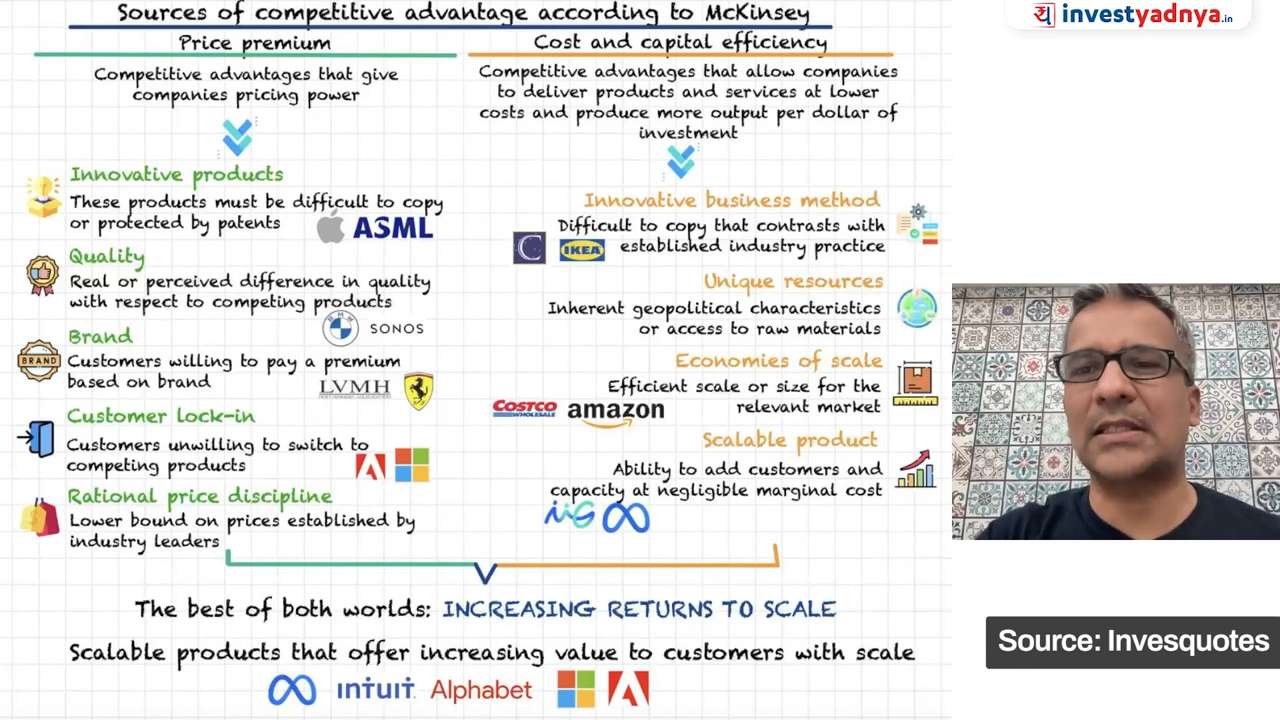 Sources of competitive advantage according to McKinsey
य investyadnya.in
Price premium
Competitive advantages that give
companies pricing power
Innovative products
These products must be difficult to copy
or protected by patents
ASML
Quality
Real or perceived difference in quality
with respect to competing products
SONOS
BMW
Brand
BRAND
Customers willing to pay a premium
based on brand
LVMH
Customer lock-in
Customers unwilling to switch to
competing products
Rational price discipline
Lower bound on prices established by
industry leaders
Cost and capital efficiency
Competitive advantages that allow companies
to deliver products and services at lower
costs and produce more output per dollar of
investment
Innovative business method
Difficult to copy that contrasts with
established industry practice
C
IKEA
Unique resources
Inherent geopolitical characteristics
or access to raw materials
Economies of scale
Efficient scale or size for the
relevant market
COSTCO
WHOLESALE
amazon
Scalable product
Ability to add customers and
capacity at negligible marginal cost
The best of both worlds: INCREASING RETURNS TO SCALE
Scalable products that offer increasing value to customers with scale
INTUIT
Alphabet
Source: Invesquotes